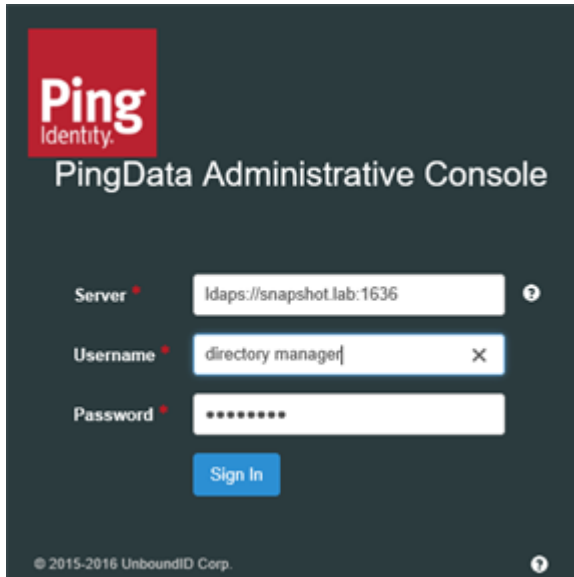 Ping
Identity.
PingData Administrative Console
Server *
ldaps://snapshot.lab:1636
?
Username *
directory manager
×
Password *
••••••••
Sign In
© 2015-2016 UnboundID Corp.
?